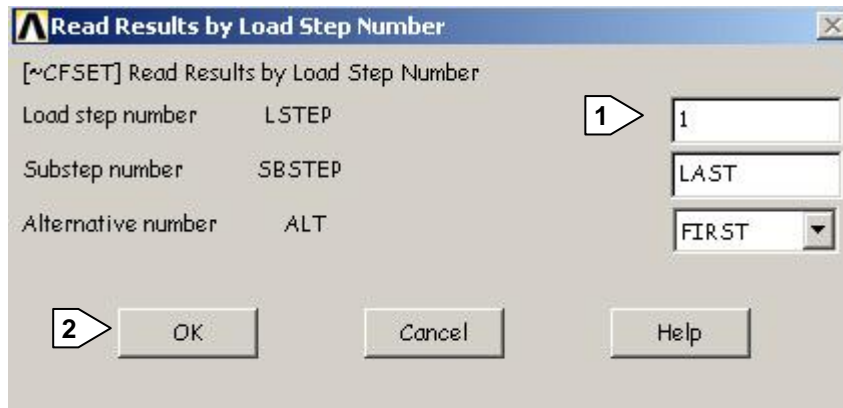 Read Results by Load Step Number
[~CFSET] Read Results by Load Step Number
Load step number LSTEP 1 1
Substep number SBSTEP LAST
Alternative number ALT FIRST
2 OK Cancel Help